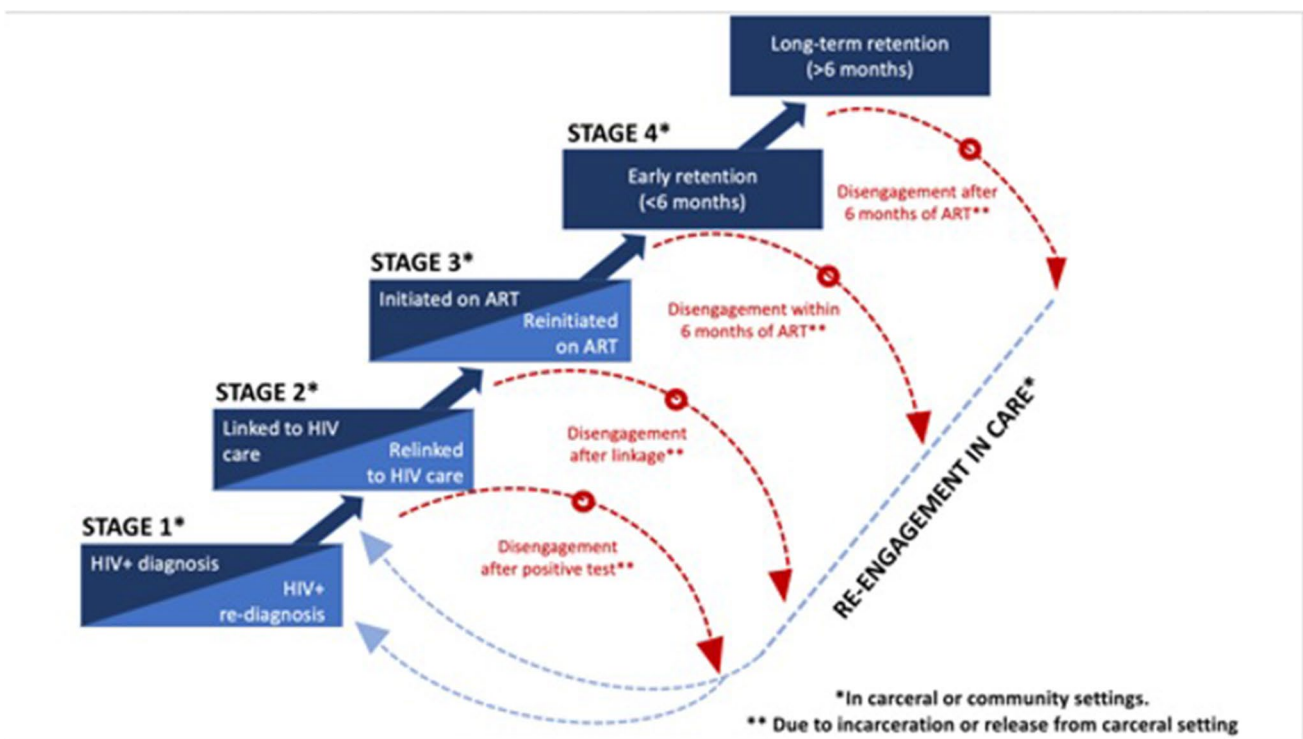 Long-term retention
(>6 months)
STAGE 4*
Early retention
(<6 months)
Disengagement after
6 months of ART**
STAGE 3*
Initiated on ART
Reinitiated
on ART
Disengagement within
6 months of ART**
STAGE 2*
Linked to HIV
care
Relinked
to HIV care
Disengagement
after linkage**
STAGE 1*
HIV+ diagnosis
HIV+
re-diagnosis
Disengagement
after positive test**
RE-ENGAGEMENT IN CARE*
*In carceral or community settings.
** Due to incarceration or release from carceral setting